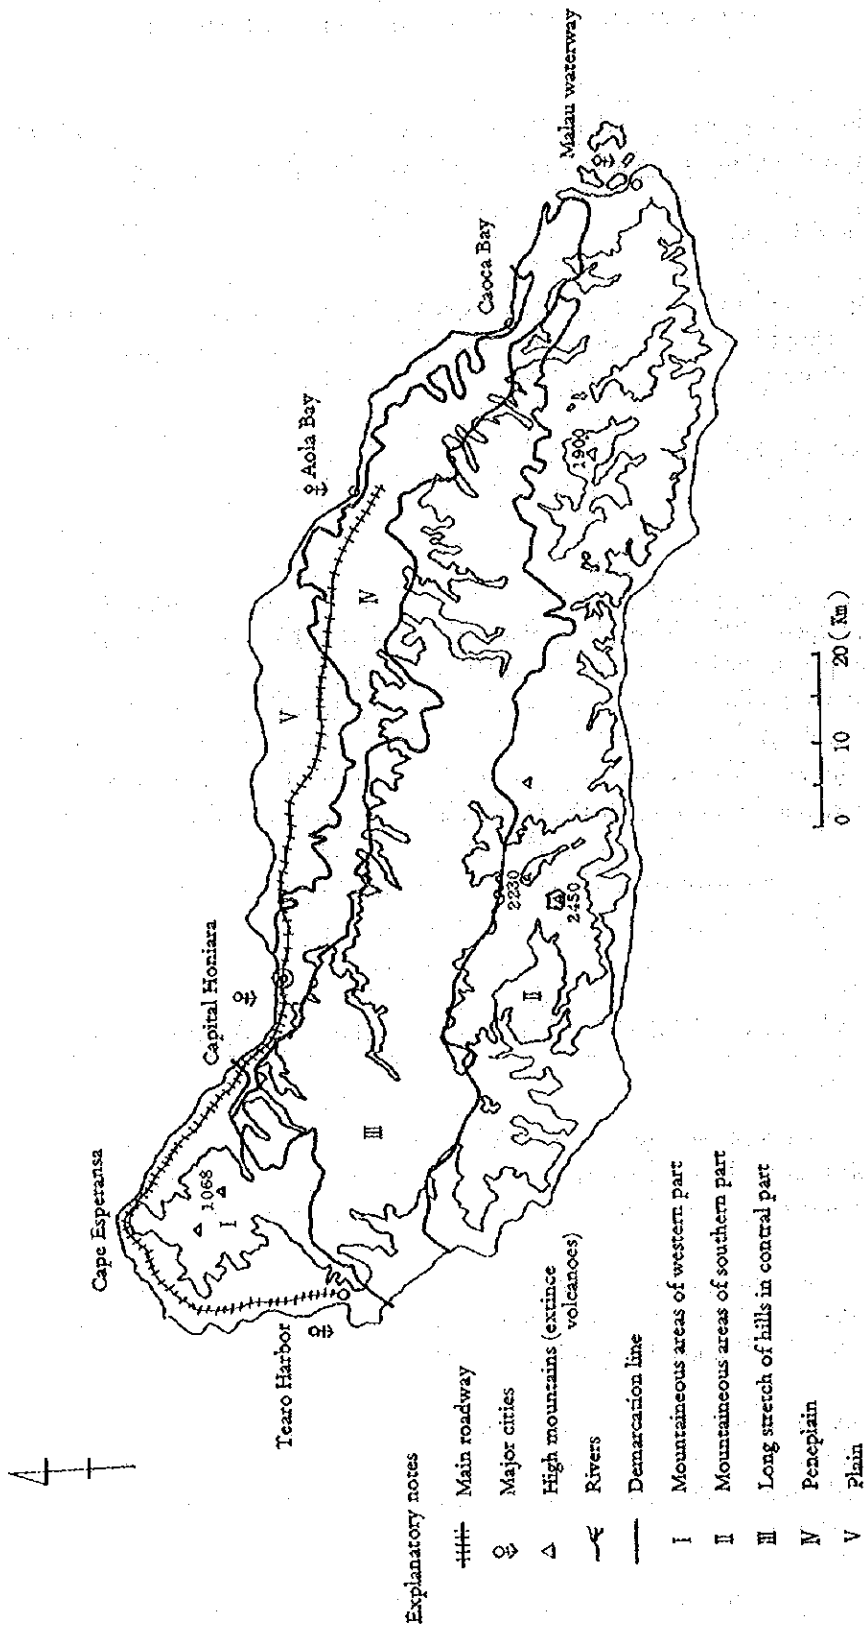 Cape Esperansa
Capital Honiara
Aola Bay
Caoca Bay
Malau waterway
Tearo Harbor
1068
I
V
IV
III
2230
2450
II
1900
Explanatory notes
Main roadway
Major cities
High mountains (extince
volcanoes)
Rivers
Demarcation line
I Mountaineous areas of western part
II Mountaineous areas of southern part
III Long stretch of hills in contral part
IV Peneplain
V Plain
0 10 20 ( Km )